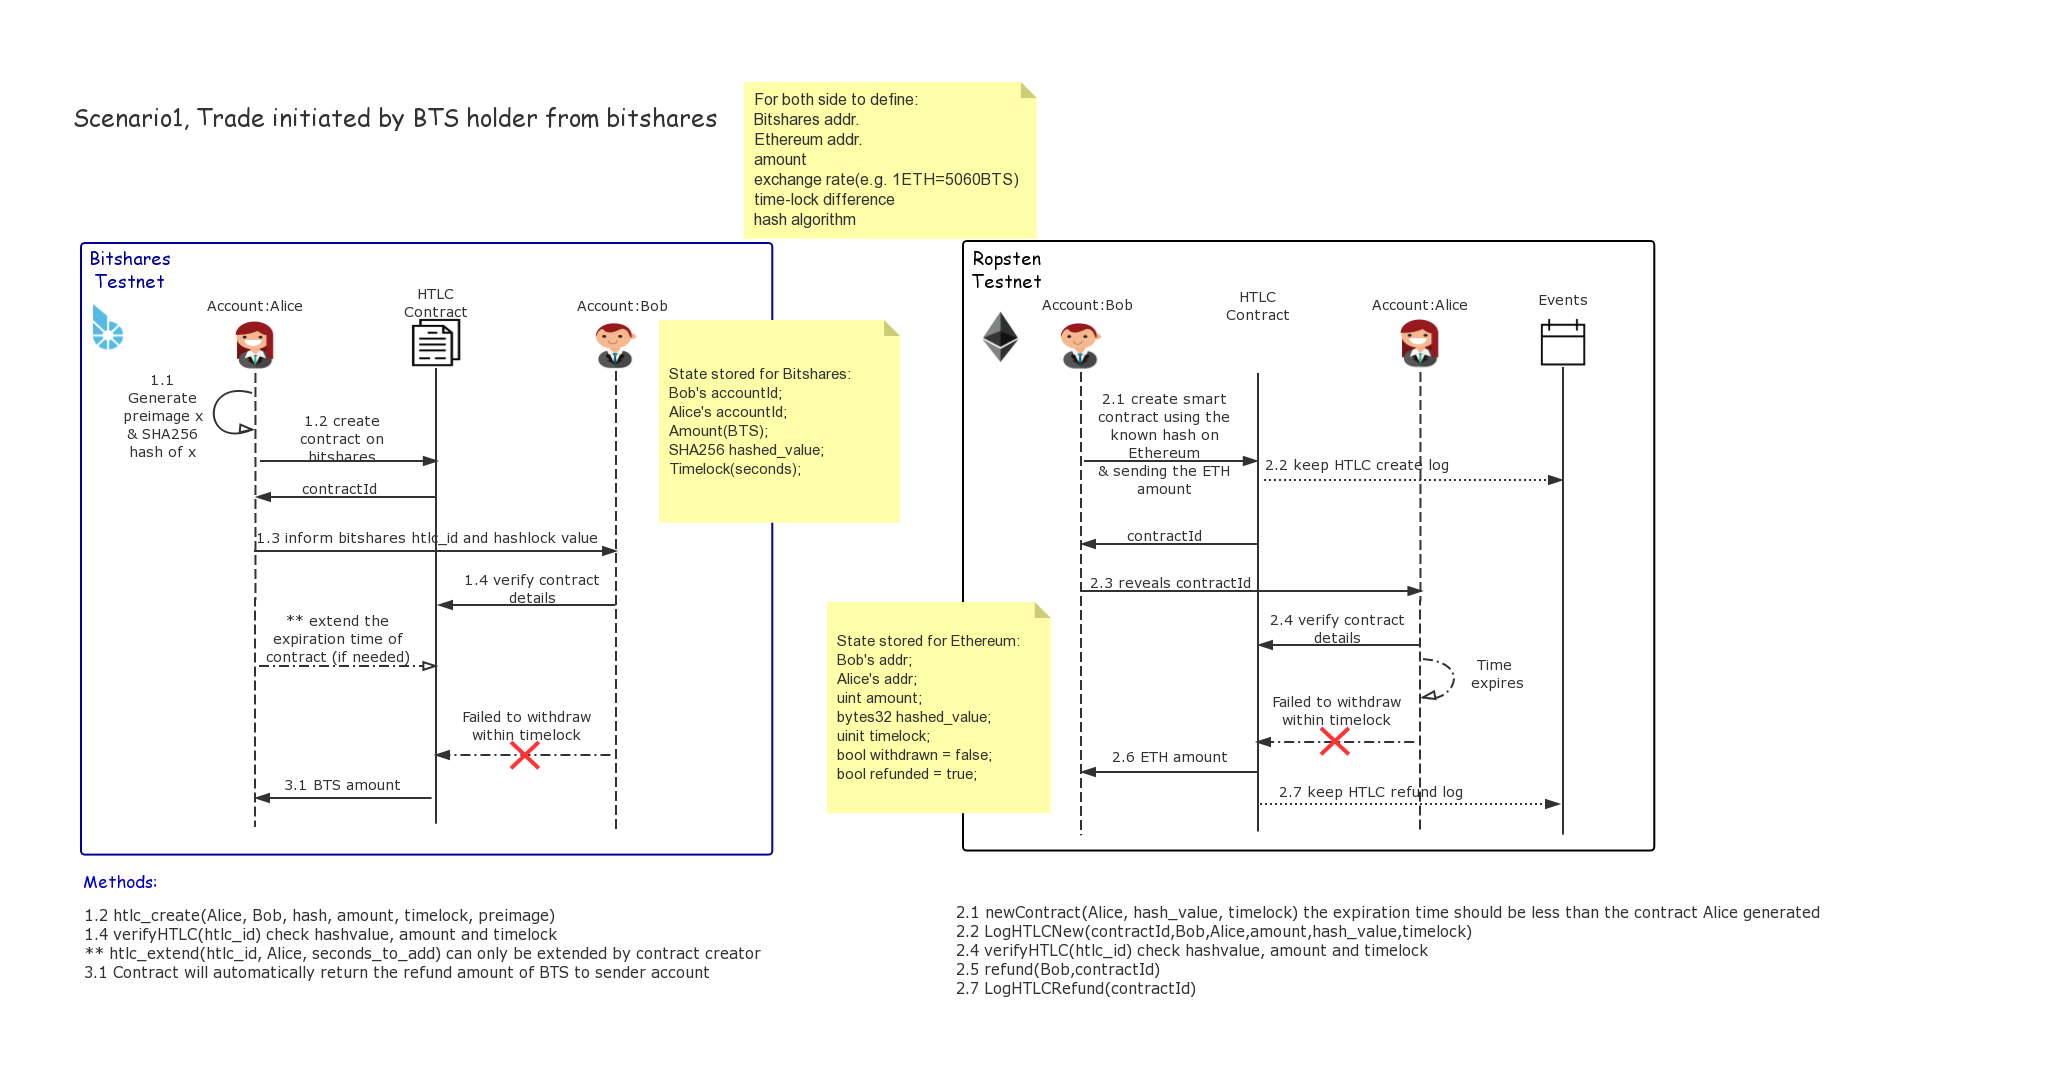 Scenario1, Trade initiated by BTS holder from bitshares
For both side to define:
Bitshares addr.
Ethereum addr.
amount
exchange rate(e.g. 1ETH=5060BTS)
time-lock difference
hash algorithm
Bitshares
Testnet
Account:Alice
HTLC
Contract
Account:Bob
1.1
Generate
preimage x
& SHA256
hash of x
1.2 create
contract on
bitshares
contractId
1.3 inform bitshares htlc_id and hashlock value
1.4 verify contract
details
** extend the
expiration time of
contract (if needed)
Failed to withdraw
within timelock
3.1 BTS amount
State stored for Bitshares:
Bob's accountId;
Alice's accountId;
Amount(BTS);
SHA256 hashed_value;
Timelock(seconds);
Ropsten
Testnet
Account:Bob
HTLC
Contract
Account:Alice
Events
2.1 create smart
contract using the
known hash on
Ethereum
& sending the ETH
amount
2.2 keep HTLC create log
contractId
2.3 reveals contractId
2.4 verify contract
details
Time
expires
Failed to withdraw
within timelock
2.6 ETH amount
2.7 keep HTLC refund log
State stored for Ethereum:
Bob's addr;
Alice's addr;
uint amount;
bytes32 hashed_value;
uinit timelock;
bool withdrawn = false;
bool refunded = true;
Methods:
1.2 htlc_create(Alice, Bob, hash, amount, timelock, preimage)
1.4 verifyHTLC(htlc_id) check hashvalue, amount and timelock
** htlc_extend(htlc_id, Alice, seconds_to_add) can only be extended by contract creator
3.1 Contract will automatically return the refund amount of BTS to sender account
2.1 newContract(Alice, hash_value, timelock) the expiration time should be less than the contract Alice generated
2.2 LogHTLCNew(contractId,Bob,Alice,amount,hash_value,timelock)
2.4 verifyHTLC(htlc_id) check hashvalue, amount and timelock
2.5 refund(Bob,contractId)
2.7 LogHTLCRefund(contractId)